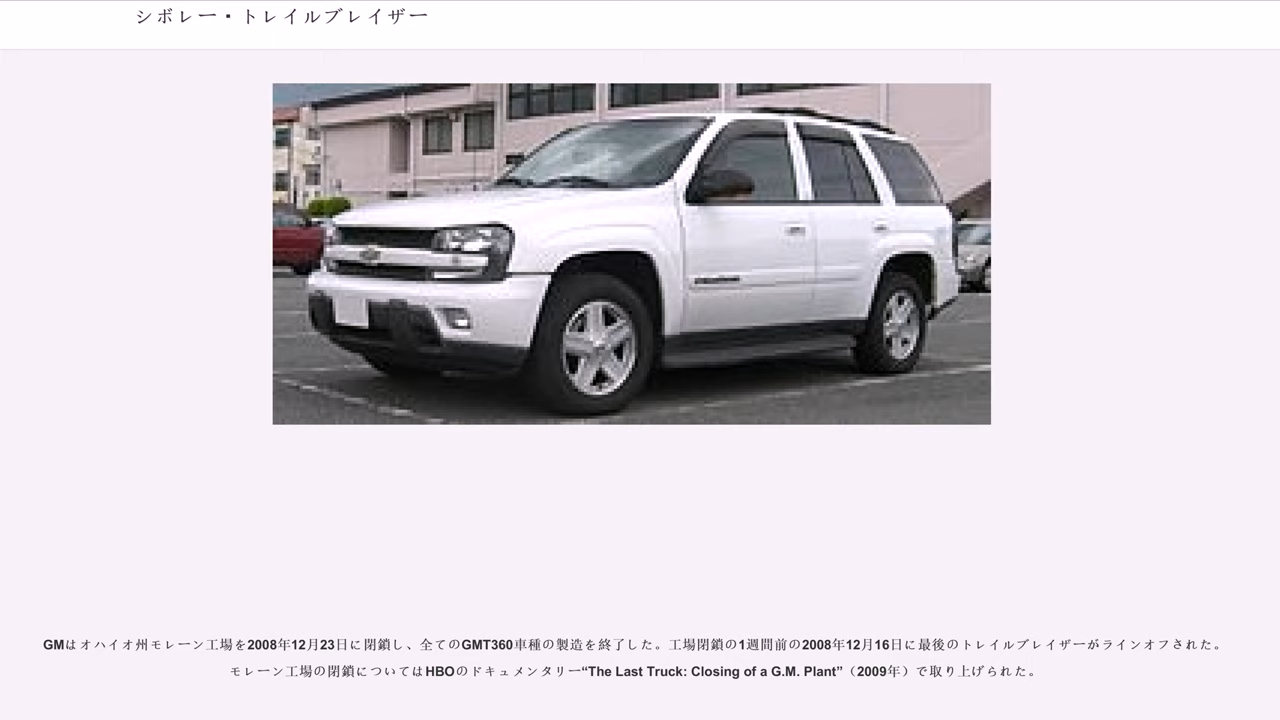 シボレー・トレイルブレイザー
GMはオハイオ州モレーン工場を2008年12月23日に閉鎖し、全てのGMT360車種の製造を終了した。工場閉鎖の1週間前の2008年12月16日に最後のトレイルブレイザーがラインオフされた。
モレーン工場の閉鎖についてはHBOのドキュメンタリー“The Last Truck: Closing of a G.M. Plant”（2009年）で取り上げられた。